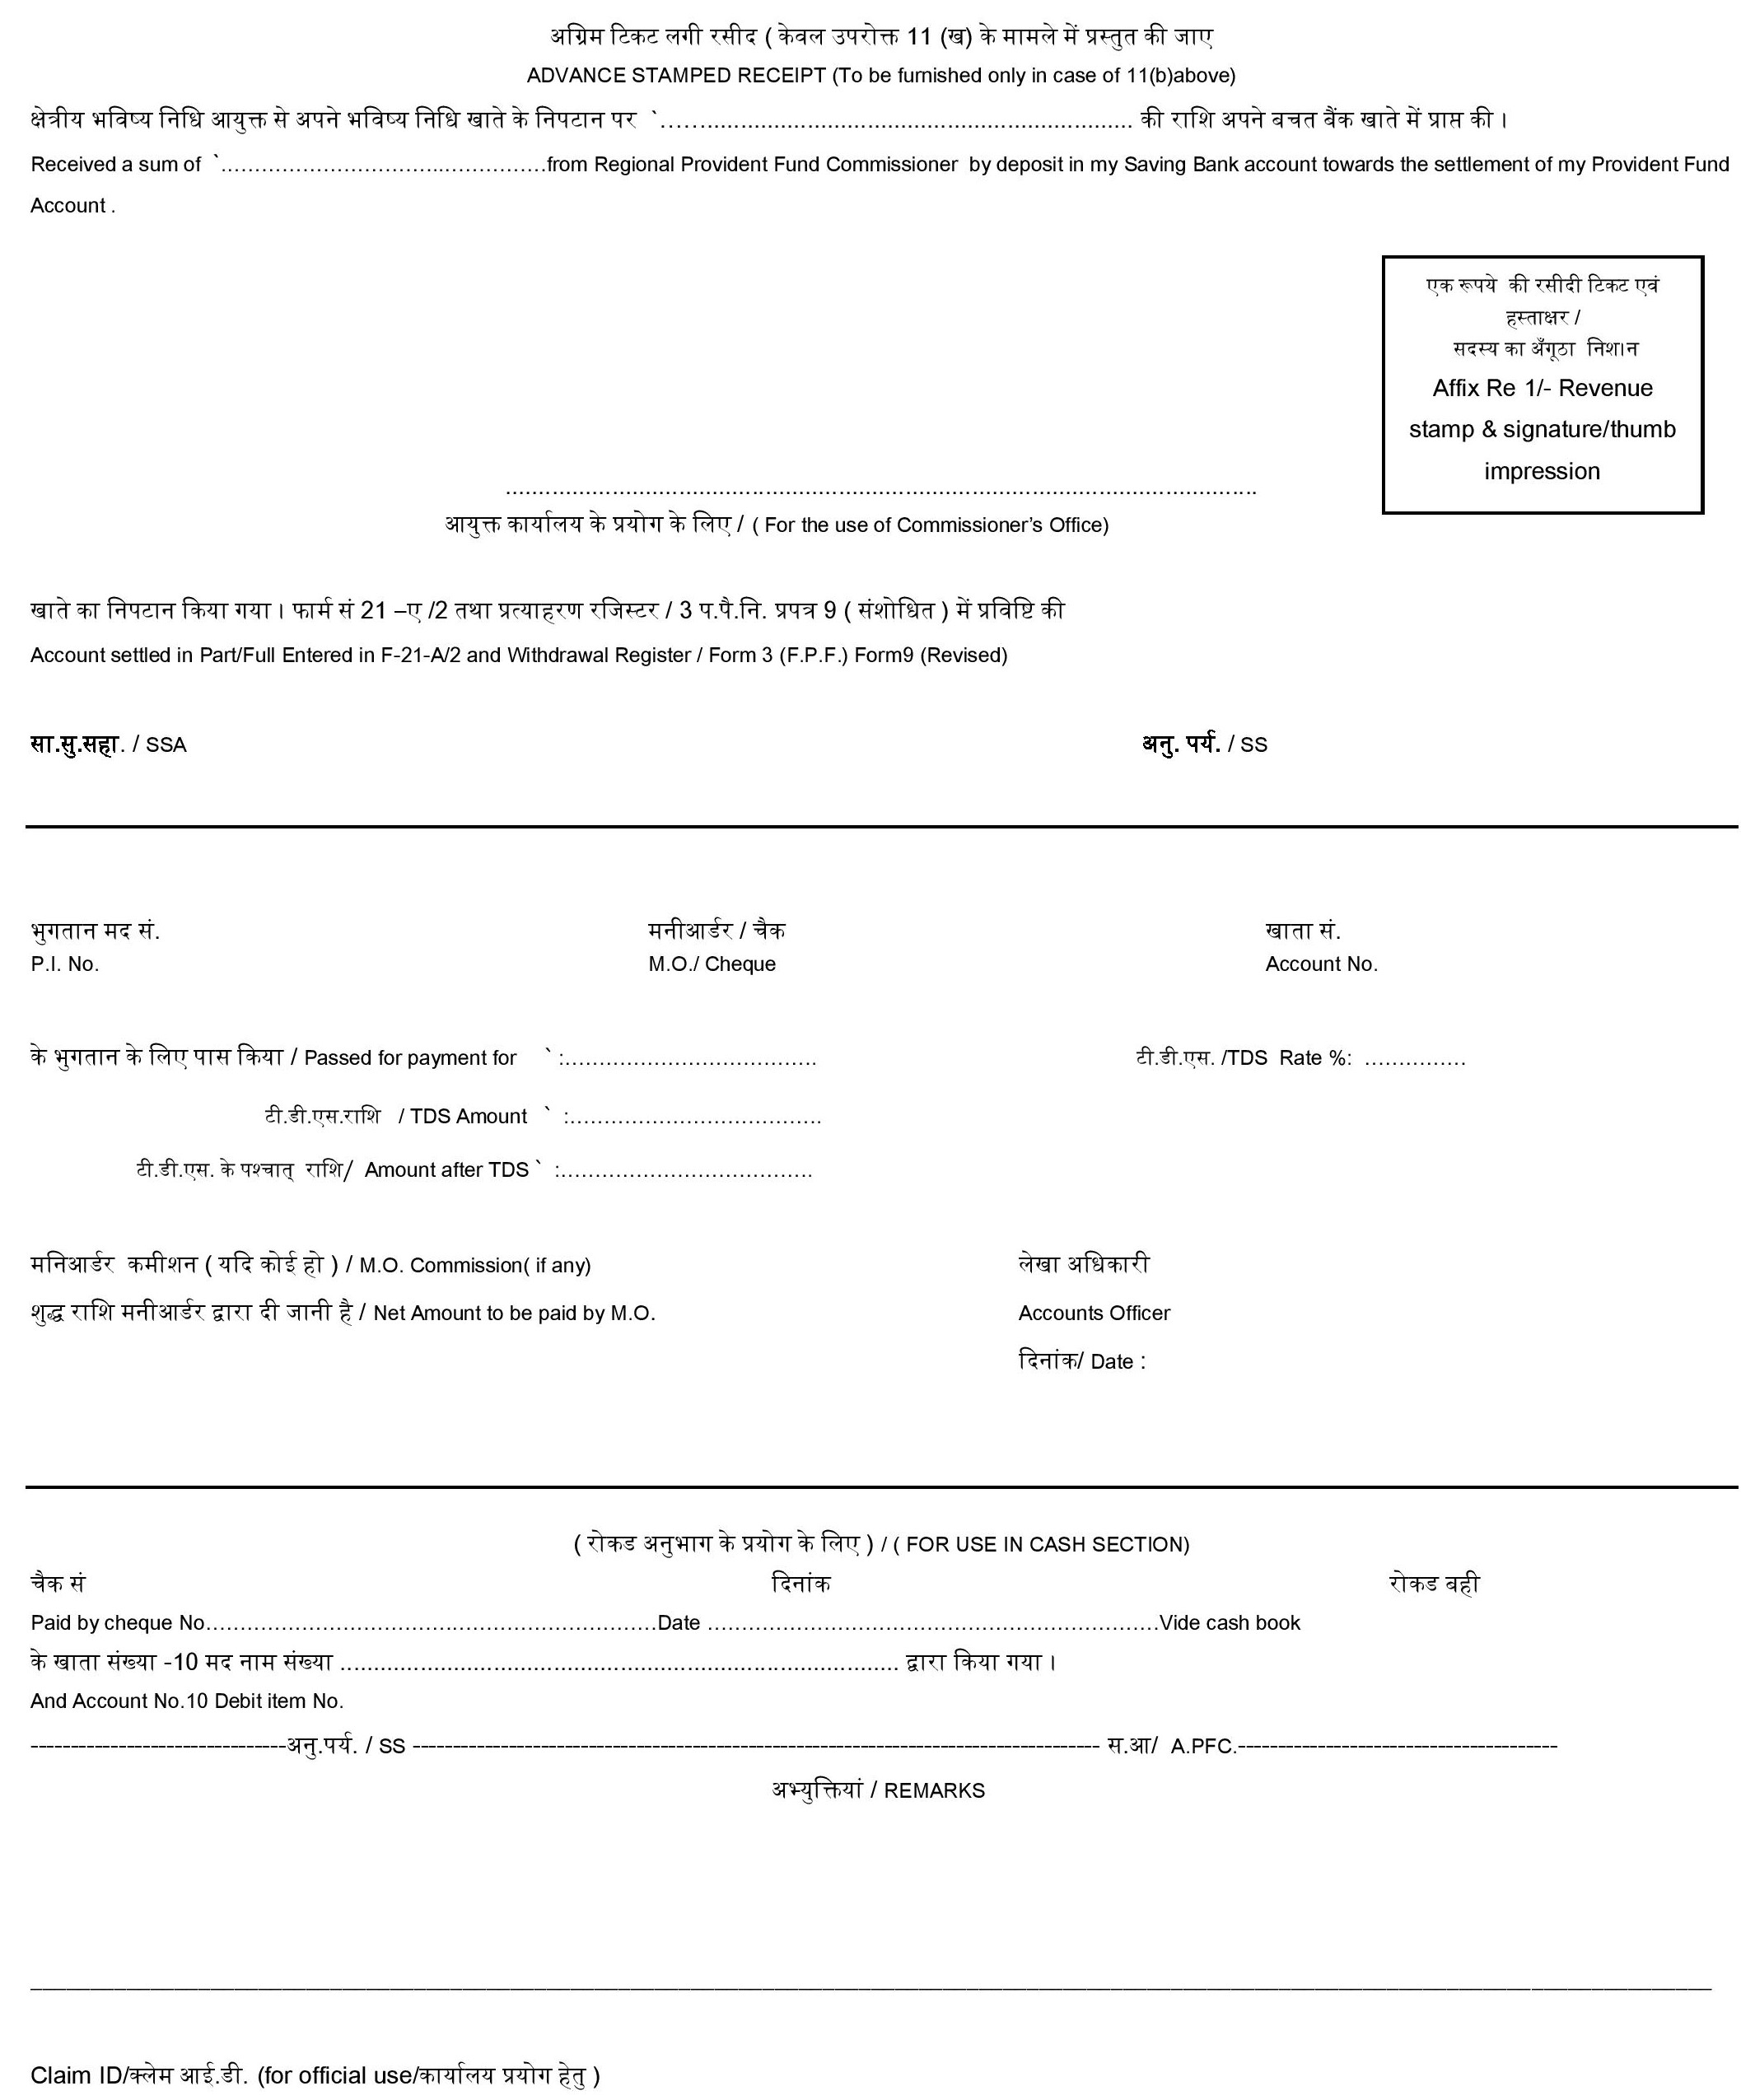 अग्रिम टिकट लगी रसीद ( केवल उपरोक्त 11 (ख) के मामले में प्रस्तुत की जाए
ADVANCE STAMPED RECEIPT (To be furnished only in case of 11(b)above)
क्षेत्रीय भविष्य निधि आयुक्त से अपने भविष्य निधि खाते के निपटान पर `...................................................................... की राशि अपने बचत बैंक खाते में प्राप्त की ।
Received a sum of `…………………………..……………from Regional Provident Fund Commissioner by deposit in my Saving Bank account towards the settlement of my Provident Fund
Account .
एक रूपये की रसीदी टिकट एवं
हस्ताक्षर /
सदस्य का अँगूठा निशान
Affix Re 1/- Revenue
stamp & signature/thumb
impression
................................................................................................................
आयुक्त कार्यालय के प्रयोग के लिए / ( For the use of Commissioner’s Office)
खाते का निपटान किया गया । फार्म सं 21 –ए /2 तथा प्रत्याहरण रजिस्टर / 3 प.पै.नि. प्रपत्र 9 ( संशोधित ) में प्रविष्टि की
Account settled in Part/Full Entered in F-21-A/2 and Withdrawal Register / Form 3 (F.P.F.) Form9 (Revised)
सा.सु.सहा. / SSA अनु. पर्य. / SS
भुगतान मद सं. मनीआर्डर / चैक खाता सं.
P.I. No. M.O./ Cheque Account No.
के भुगतान के लिए पास किया / Passed for payment for ` :………………………………. टी.डी.एस. /TDS Rate %: ……………
टी.डी.एस.राशि / TDS Amount ` :……………………………….
टी.डी.एस. के पश्चात् राशि/ Amount after TDS ` :……………………………….
मनिआर्डर कमीशन ( यदि कोई हो ) / M.O. Commission( if any) लेखा अधिकारी
शुद्ध राशि मनीआर्डर द्वारा दी जानी है / Net Amount to be paid by M.O. Accounts Officer
दिनांक/ Date :
( रोकड अनुभाग के प्रयोग के लिए ) / ( FOR USE IN CASH SECTION)
चैक सं दिनांक रोकड बही
Paid by cheque No…………………………………………………………Date …………………………………………………………Vide cash book
के खाता संख्या -10 मद नाम संख्या ................................................................................... द्वारा किया गया ।
And Account No.10 Debit item No.
--------------------------------अनु.पर्य. / SS -------------------------------------------------------------------------------------- स.आ/ A.PFC.----------------------------------------
अभ्युक्तियां / REMARKS
Claim ID/क्लेम आई.डी. (for official use/कार्यालय प्रयोग हेतु )